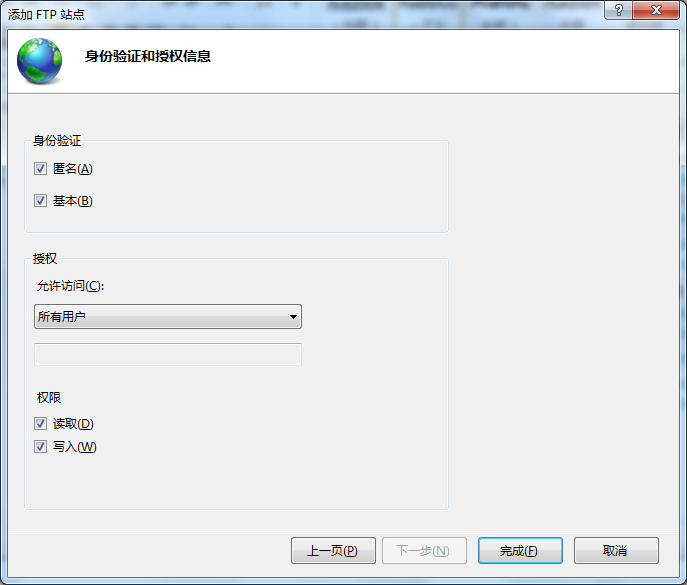 添加 FTP 站点
?
身份验证和授权信息
身份验证
匿名(A)
基本(B)
授权
允许访问(C):
所有用户
权限
读取(D)
写入(W)
上一页(P)
下一步(N)
完成(F)
取消